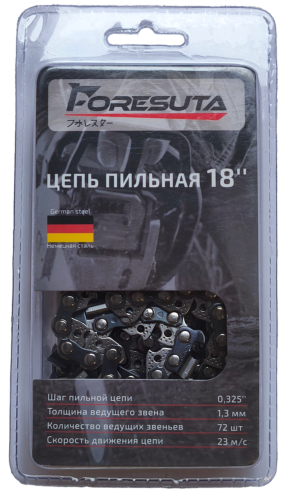 FORESUTA
フォレスター
ЦЕПЬ ПИЛЬНАЯ 18''
German steel
Немецкая сталь
Шаг пильной цепи 0,325''
Толщина ведущего звена 1,3 мм
Количество ведущих звеньев 72 шт
Скорость движения цепи 23 м/с